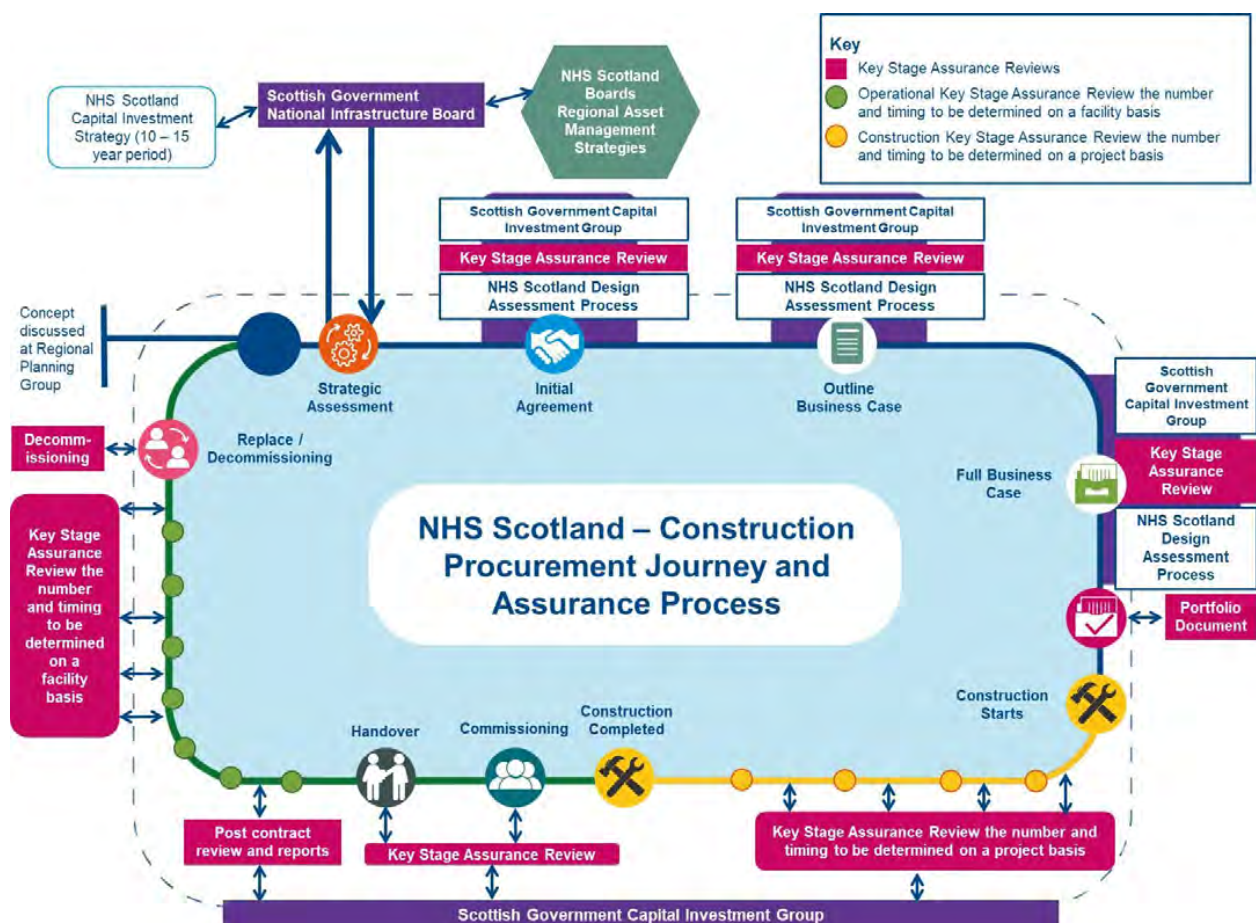 NHS Scotland
Capital Investment
Strategy (10 – 15
year period)
Scottish Government
National Infrastructure Board
NHS Scotland
Boards
Regional Asset
Management
Strategies
Key
Key Stage Assurance Reviews
Operational Key Stage Assurance Review the number
and timing to be determined on a facility basis
Construction Key Stage Assurance Review the number
and timing to be determined on a project basis
Scottish Government Capital
Investment Group
Key Stage Assurance Review
NHS Scotland Design
Assessment Process
Scottish Government Capital
Investment Group
Key Stage Assurance Review
NHS Scotland Design
Assessment Process
Concept
discussed
at Regional
Planning
Group
Strategic
Assessment
Initial
Agreement
Outline
Business Case
Scottish
Government
Capital Investment
Group
Key Stage
Assurance
Review
NHS Scotland
Design
Assessment
Process
Full Business
Case
Portfolio
Document
Construction
Starts
Decomm-
issioning
Replace /
Decommissioning
Key Stage
Assurance
Review the
number
and timing
to be
determined
on a
facility
basis
NHS Scotland – Construction
Procurement Journey and
Assurance Process
Handover
Commissioning
Construction
Completed
Post contract
review and reports
Key Stage Assurance Review
Key Stage Assurance Review the number and
timing to be determined on a project basis
Scottish Government Capital Investment Group